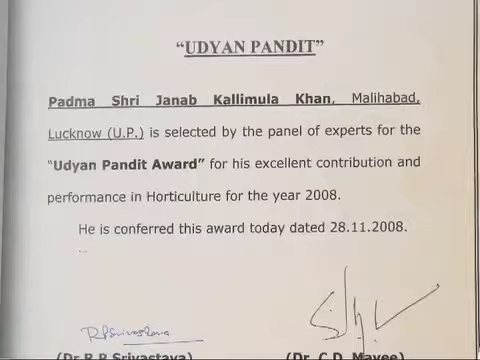 “UDYAN PANDIT”
Padma Shri Janab Kallimula Khan, Malihabad,
Lucknow (U.P.) is selected by the panel of experts for the
“Udyan Pandit Award” for his excellent contribution and
performance in Horticulture for the year 2008.
He is conferred this award today dated 28.11.2008.
RPSrivastava
(Dr R P Srivastava) (Dr. C.D. Mayee)